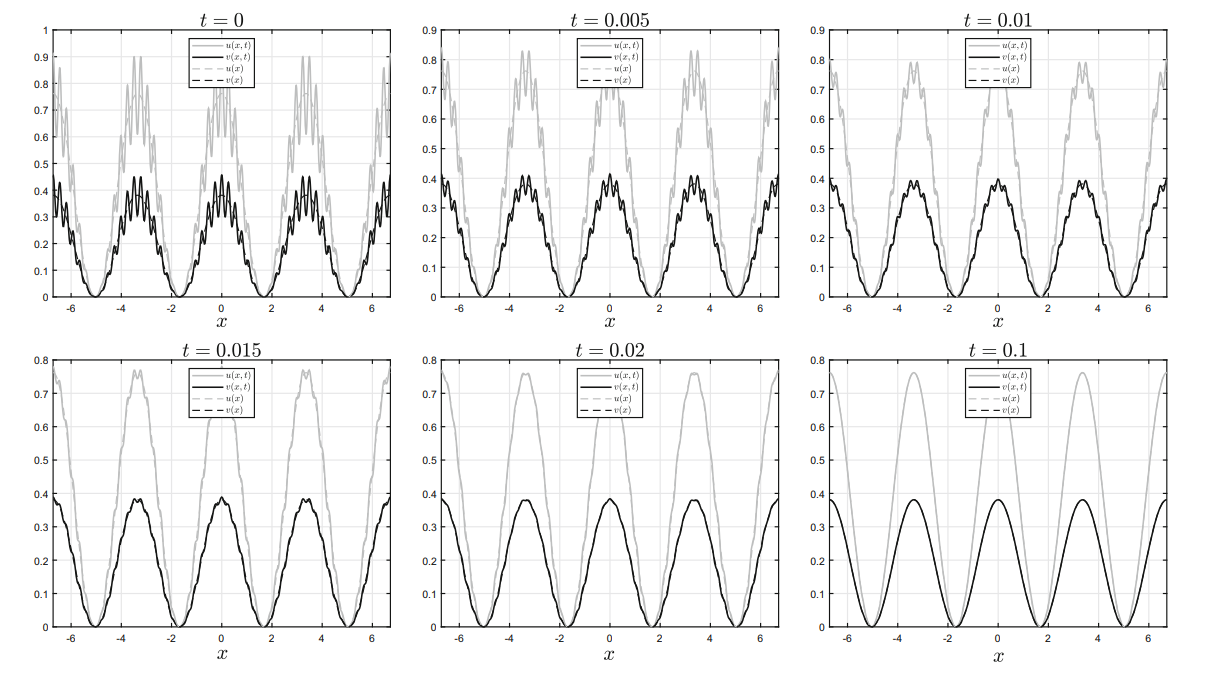 t = 0
1
0.9
0.8
0.7
0.6
0.5
0.4
0.3
0.2
0.1
0
u(x, t)
v(x, t)
u(x)
v(x)
-6 -4 -2 0 2 4 6
x
t = 0.005
0.9
0.8
0.7
0.6
0.5
0.4
0.3
0.2
0.1
0
u(x, t)
v(x, t)
u(x)
v(x)
-6 -4 -2 0 2 4 6
x
t = 0.01
0.9
0.8
0.7
0.6
0.5
0.4
0.3
0.2
0.1
0
u(x, t)
v(x, t)
u(x)
v(x)
-6 -4 -2 0 2 4 6
x
t = 0.015
0.8
0.7
0.6
0.5
0.4
0.3
0.2
0.1
0
u(x, t)
v(x, t)
u(x)
v(x)
-6 -4 -2 0 2 4 6
x
t = 0.02
0.8
0.7
0.6
0.5
0.4
0.3
0.2
0.1
0
u(x, t)
v(x, t)
u(x)
v(x)
-6 -4 -2 0 2 4 6
x
t = 0.1
0.8
0.7
0.6
0.5
0.4
0.3
0.2
0.1
0
u(x, t)
v(x, t)
u(x)
v(x)
-6 -4 -2 0 2 4 6
x